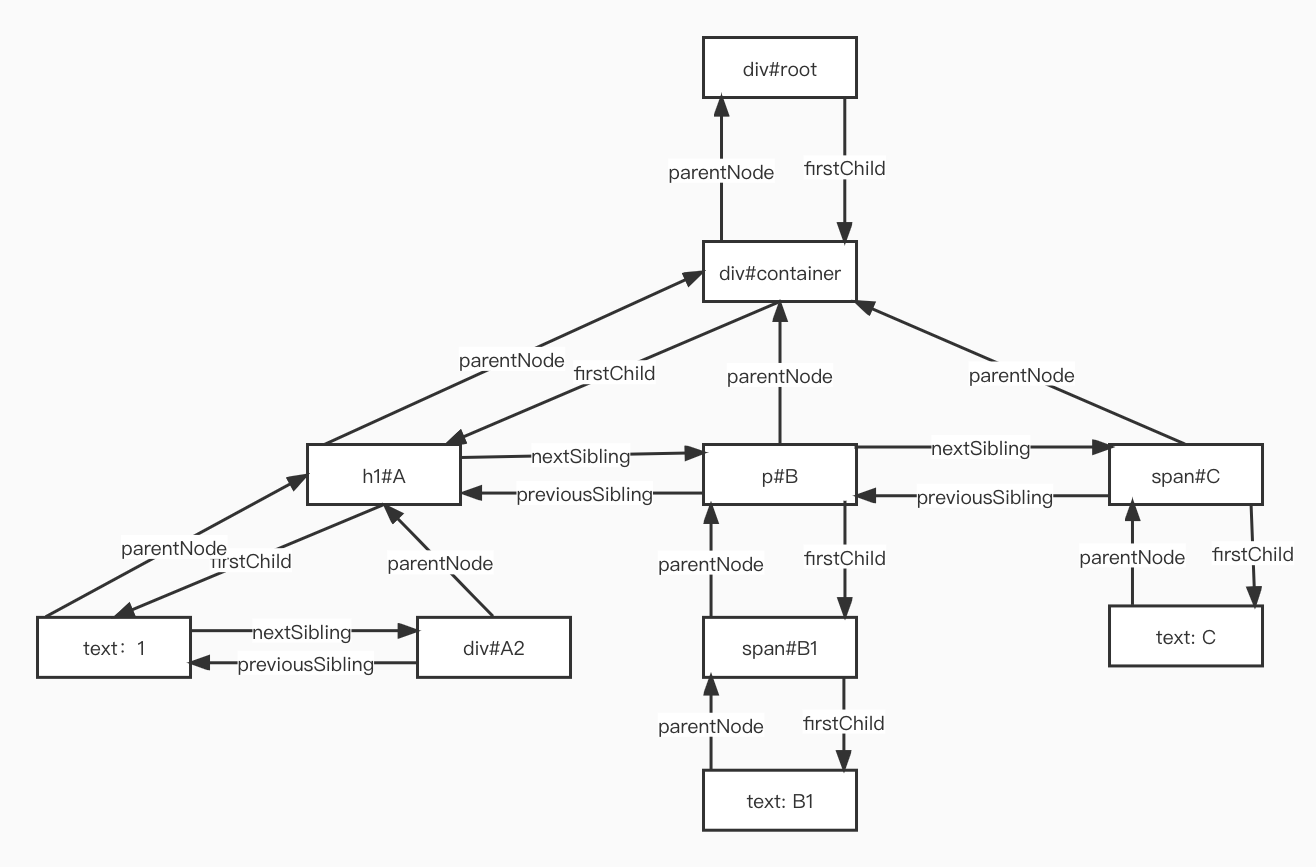 div#root
parentNode
firstChild
div#container
parentNode
firstChild
parentNode
parentNode
h1#A
nextSibling
previousSibling
p#B
nextSibling
previousSibling
span#C
parentNode
firstChild
parentNode
parentNode
firstChild
parentNode
firstChild
text：1
nextSibling
previousSibling
div#A2
span#B1
text: C
parentNode
firstChild
text: B1